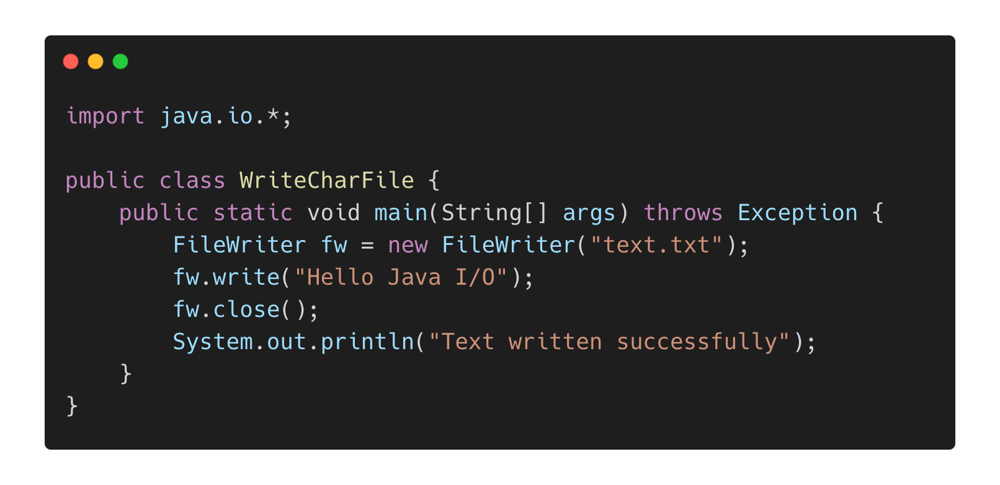 import java.io.*;

public class WriteCharFile {
    public static void main(String[] args) throws Exception {
        FileWriter fw = new FileWriter("text.txt");
        fw.write("Hello Java I/O");
        fw.close();
        System.out.println("Text written successfully");
    }
}